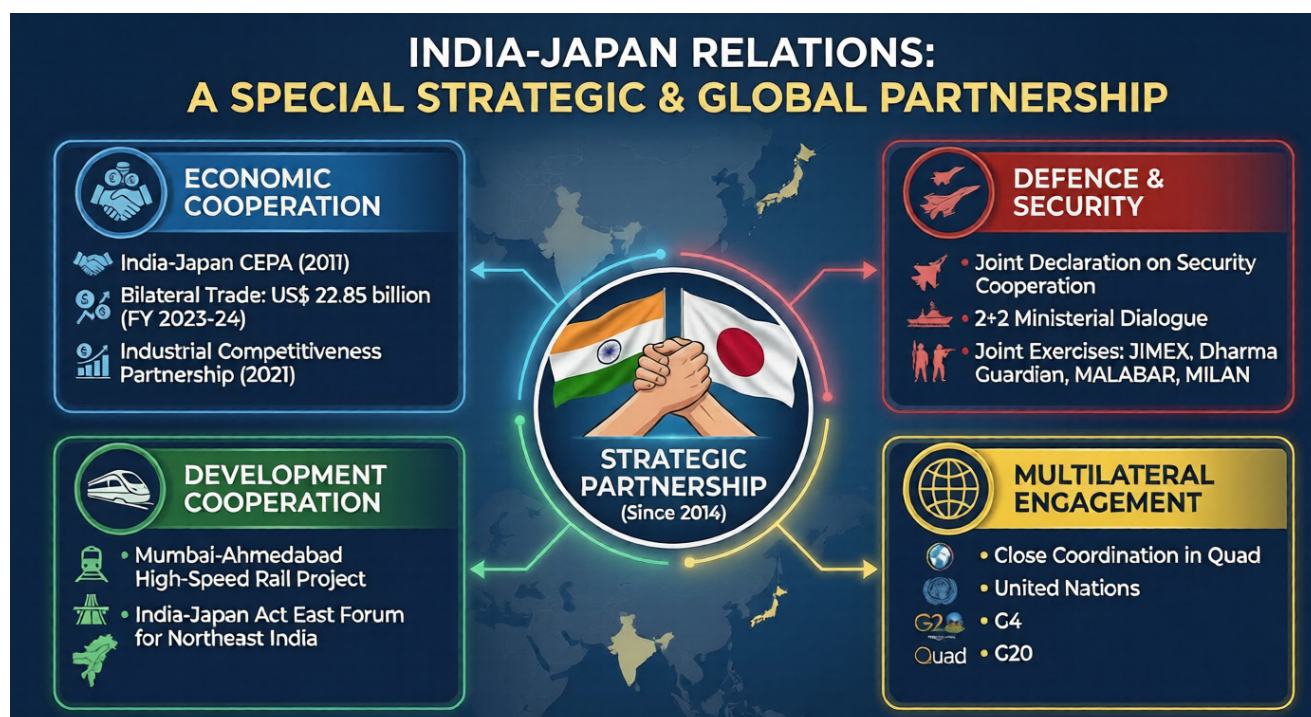 INDIA-JAPAN RELATIONS:
A SPECIAL STRATEGIC & GLOBAL PARTNERSHIP
ECONOMIC
COOPERATION
India-Japan CEPA (2011)
Bilateral Trade: US$ 22.85 billion
(FY 2023-24)
Industrial Competitiveness
Partnership (2021)
DEFENCE &
SECURITY
• Joint Declaration on Security
Cooperation
• 2+2 Ministerial Dialogue
• Joint Exercises: JIMEX, Dharma
Guardian, MALABAR, MILAN
STRATEGIC
PARTNERSHIP
(Since 2014)
DEVELOPMENT
COOPERATION
• Mumbai-Ahmedabad
High-Speed Rail Project
• India-Japan Act East Forum
for Northeast India
MULTILATERAL
ENGAGEMENT
• Close Coordination in Quad
• United Nations
G2
• G4
Quad
• G20